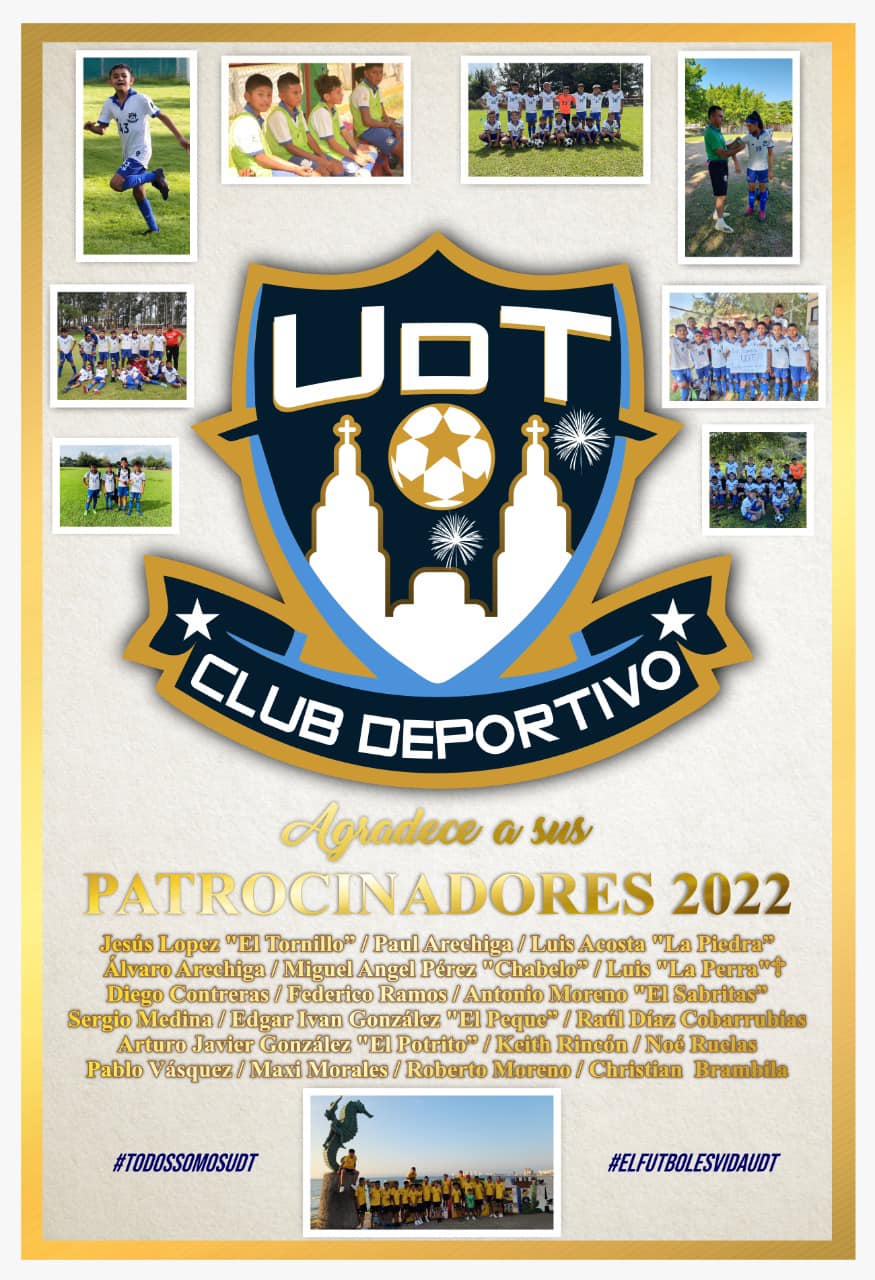 UDT
CLUB DEPORTIVO
Agradece a sus
PATROCINADORES 2022
Jesús Lopez "El Tornillo” / Paul Arechiga / Luis Acosta "La Piedra”
Álvaro Arechiga / Miguel Angel Pérez "Chabelo” / Luis "La Perra"✝
Diego Contreras / Federico Ramos / Antonio Moreno "El Sabritas”
Sergio Medina / Edgar Ivan González "El Peque” / Raúl Díaz Cobarrubias
Arturo Javier González "El Potrito” / Keith Rincón / Noé Ruelas
Pablo Vásquez / Maxi Morales / Roberto Moreno / Christian Brambila
#TODOSSOMOSUDT
#ELFUTBOLESVIDAUDT